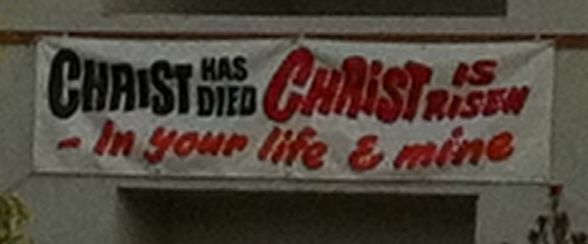 CHRIST HAS DIED CHRIST IS RISEN
- In your life & mine